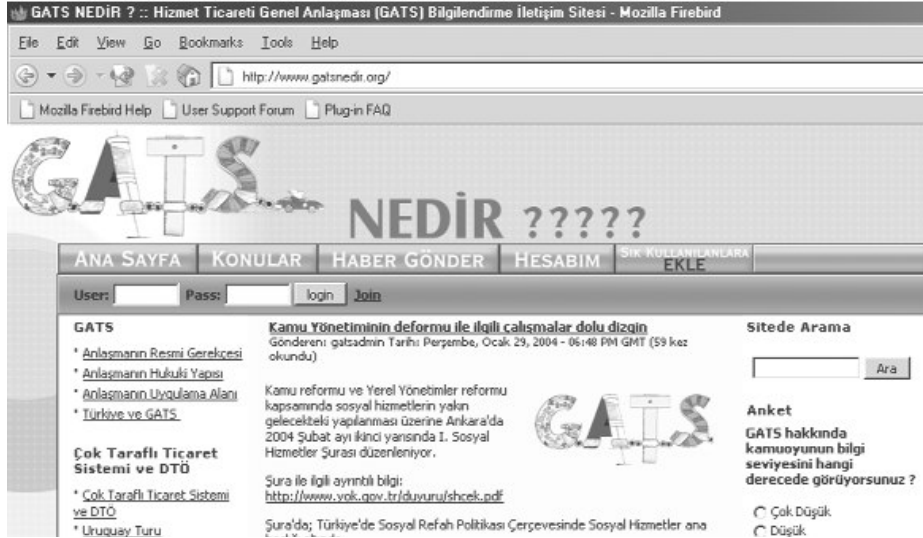 GATS NEDİR ? :: Hizmet Ticareti Genel Anlaşması (GATS) Bilgilendirme İletişim Sitesi - Mozilla Firebird
File Edit View Go Bookmarks Tools Help
http://www.gatsnedir.org/
Mozilla Firebird Help User Support Forum Plug-in FAQ
GATS
NEDİR ?????
ANA SAYFA KONULAR HABER GÖNDER HESABIM SIK KULLANILANLARA
EKLE
User: Pass: login Join
GATS
* Anlaşmanın Resmi Gerekçesi
* Anlaşmanın Hukuki Yapısı
* Anlaşmanın Uygulama Alanı
* Türkiye ve GATS
Çok Taraflı Ticaret
Sistemi ve DTÖ
* Çok Taraflı Ticaret Sistemi
ve DTÖ
* Uruguay Turu
Kamu Yönetiminin deformu ile ilgili çalışmalar dolu dizgin
Gönderen: gatsadmin Tarih: Perşembe, Ocak 29, 2004 - 06:48 PM GMT (59 kez
okundu)
Kamu reformu ve Yerel Yönetimler reformu
kapsamında sosyal hizmetlerin yakın
gelecekteki yapılanması üzerine Ankara'da
2004 Şubat ayı ikinci yarısında I. Sosyal
Hizmetler Şurası düzenleniyor.
GATS
Şura ile ilgili ayrıntılı bilgi:
http://www.yok.gov.tr/duyuru/shcek.pdf
Şura'da; Türkiye'de Sosyal Refah Politikası Çerçevesinde Sosyal Hizmetler ana
Sitede Arama
Ara
Anket
GATS hakkında
kamuoyunun bilgi
seviyesini hangi
derecede görüyorsunuz ?
Çok Düşük
Düşük